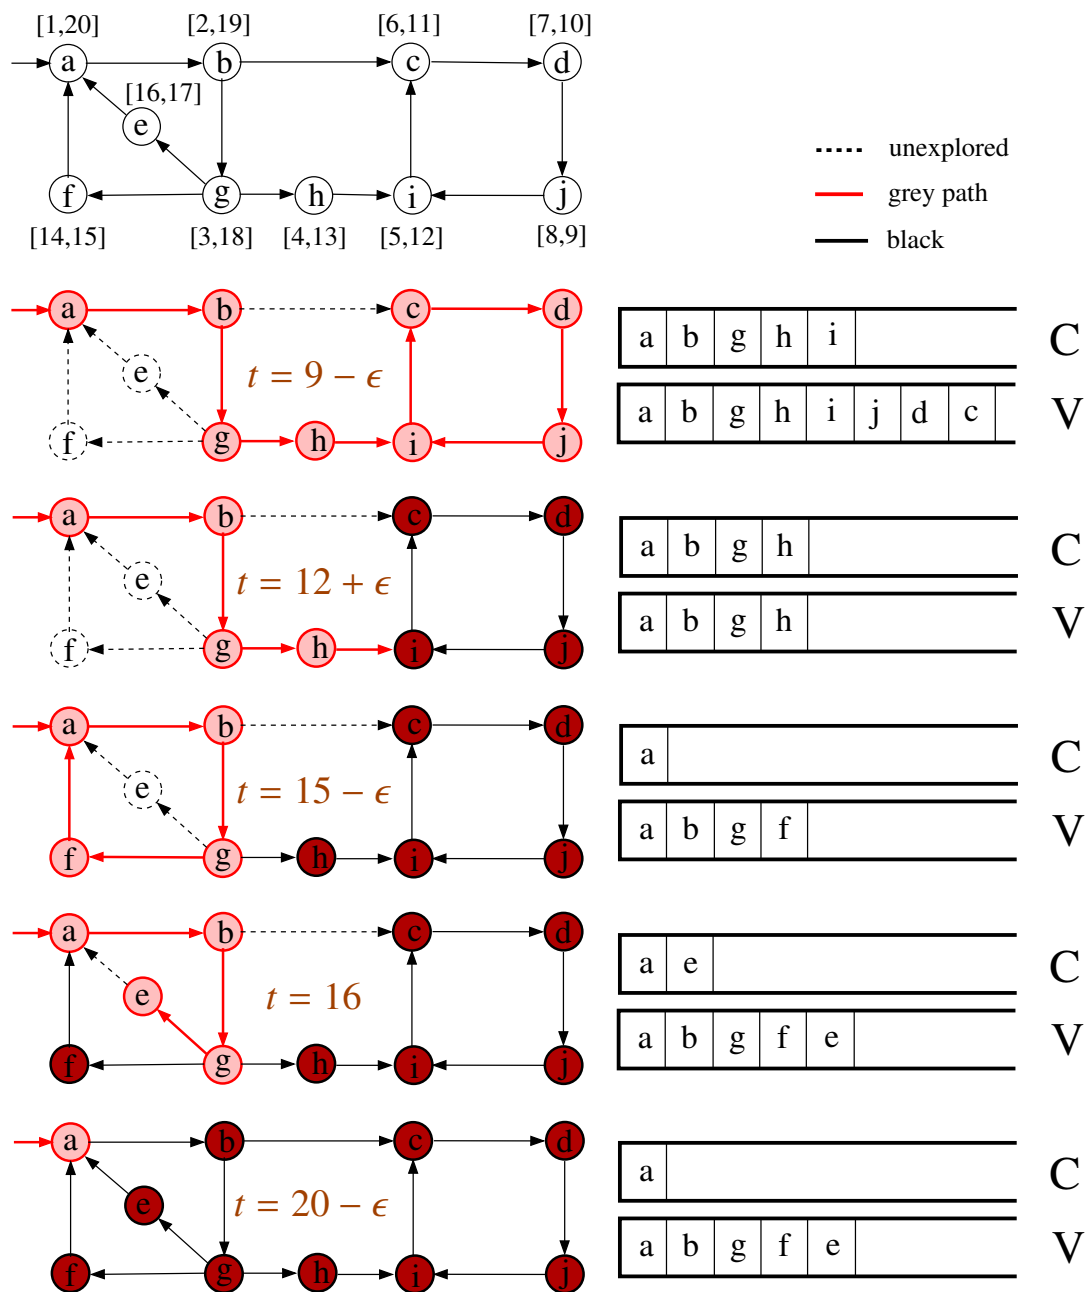 [1,20] [2,19] [6,11] [7,10]
a b c d
[16,17]
e
f g h i j
[14,15] [3,18] [4,13] [5,12] [8,9]
unexplored
grey path
black
a b c d
e
t = 9 − ϵ
f g h i j
a b g h i C
a b g h i j d c V
a b c d
e
t = 12 + ϵ
f g h i j
a b g h C
a b g h V
a b c d
e
t = 15 − ϵ
f g h i j
a C
a b g f V
a b c d
e
t = 16
f g h i j
a e C
a b g f e V
a b c d
e
t = 20 − ϵ
f g h i j
a C
a b g f e V